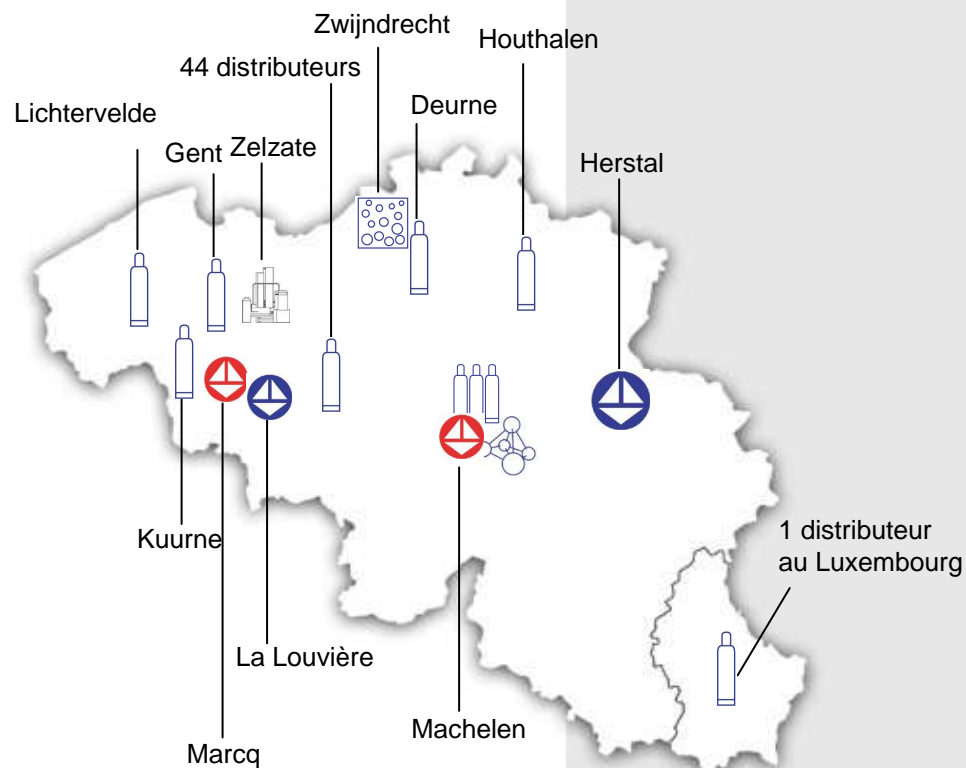 Zwijndrecht
Houthalen
44 distributeurs
Lichtervelde
Deurne
Gent
Zelzate
Herstal
Kuurne
1 distributeur
au Luxembourg
La Louvière
Machelen
Marcq